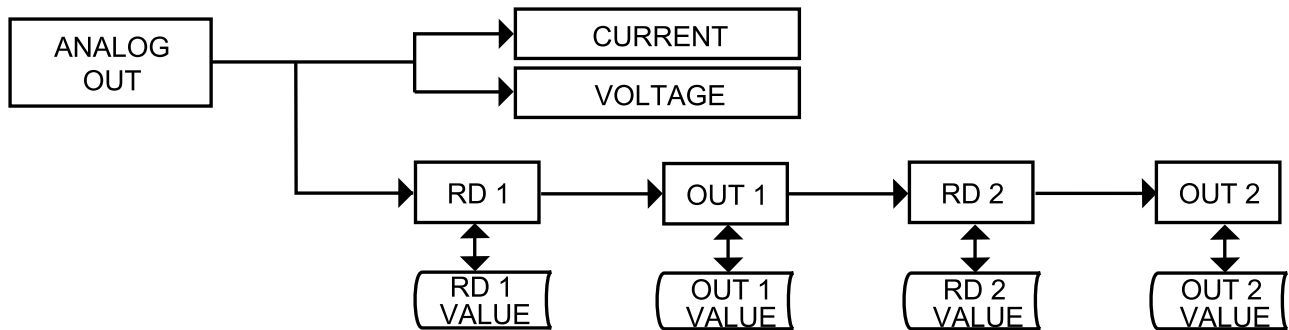 ANALOG
OUT
CURRENT
VOLTAGE
RD 1
OUT 1
RD 2
OUT 2
RD 1
VALUE
OUT 1
VALUE
RD 2
VALUE
OUT 2
VALUE